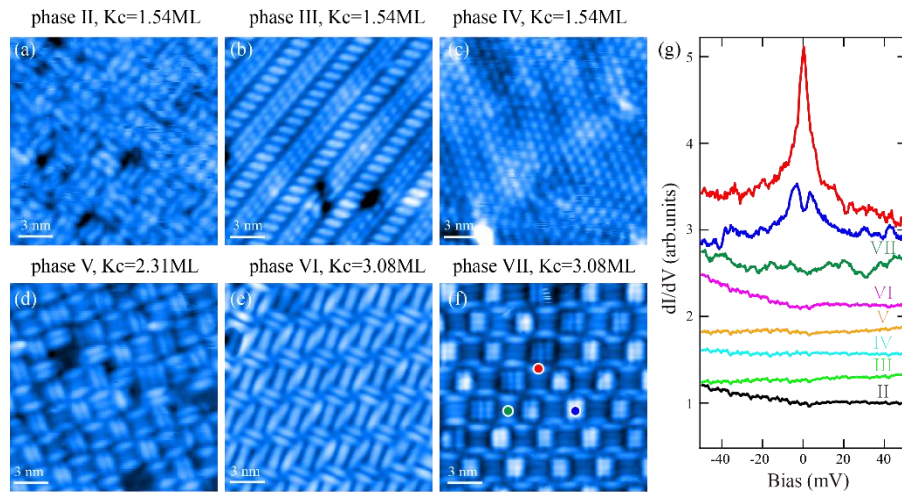 phase II, Kc=1.54ML
phase III, Kc=1.54ML
phase IV, Kc=1.54ML
(a)
(b)
(c)
3 nm
3 nm
3 nm
phase V, Kc=2.31ML
phase VI, Kc=3.08ML
phase VII, Kc=3.08ML
(d)
(e)
(f)
3 nm
3 nm
3 nm
(g)
dI/dV (arb.units)
5
4
3
2
1
VII
VI
V
IV
III
II
-40 -20 0 20 40
Bias (mV)